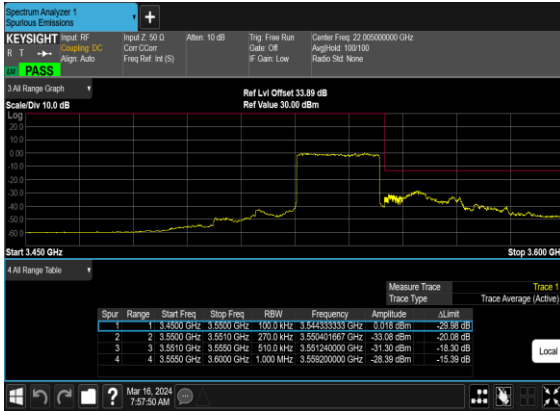 Spectrum Analyzer 1
Spurious Emissions
+
KEYSIGHT Input: RF Input Z: 50 Ω Atten: 10 dB Trig: Free Run Center Freq: 22.005000000 GHz
R T Coupling: DC Corr CCorr Gate: Off Avg|Hold: 100/100
Align: Auto Freq Ref: Int (S) IF Gain: Low Radio Std: None
PASS
3 All Range Graph
Ref Lvl Offset 33.89 dB
Scale/Div 10.0 dB Ref Value 30.00 dBm
Log
20.0
10.0
0.00
-10.0
-20.0
-30.0
-40.0
-50.0
-60.0
Start 3.450 GHz Stop 3.600 GH
4 All Range Table
Measure Trace Trace 1
Trace Type Trace Average (Active)
Spur Range Start Freq Stop Freq RBW Frequency Amplitude ΔLimit
1 1 3.4500 GHz 3.5500 GHz 100.0 kHz 3.544333333 GHz 0.018 dBm -29.98 dB
2 2 3.5500 GHz 3.5510 GHz 270.0 kHz 3.550401667 GHz -33.08 dBm -20.08 dB
3 3 3.5510 GHz 3.5550 GHz 510.0 kHz 3.551240000 GHz -31.30 dBm -18.30 dB
4 4 3.5550 GHz 3.6000 GHz 1.000 MHz 3.559200000 GHz -28.39 dBm -15.39 dB
Local
?
Mar 16, 2024
7:57:50 AM